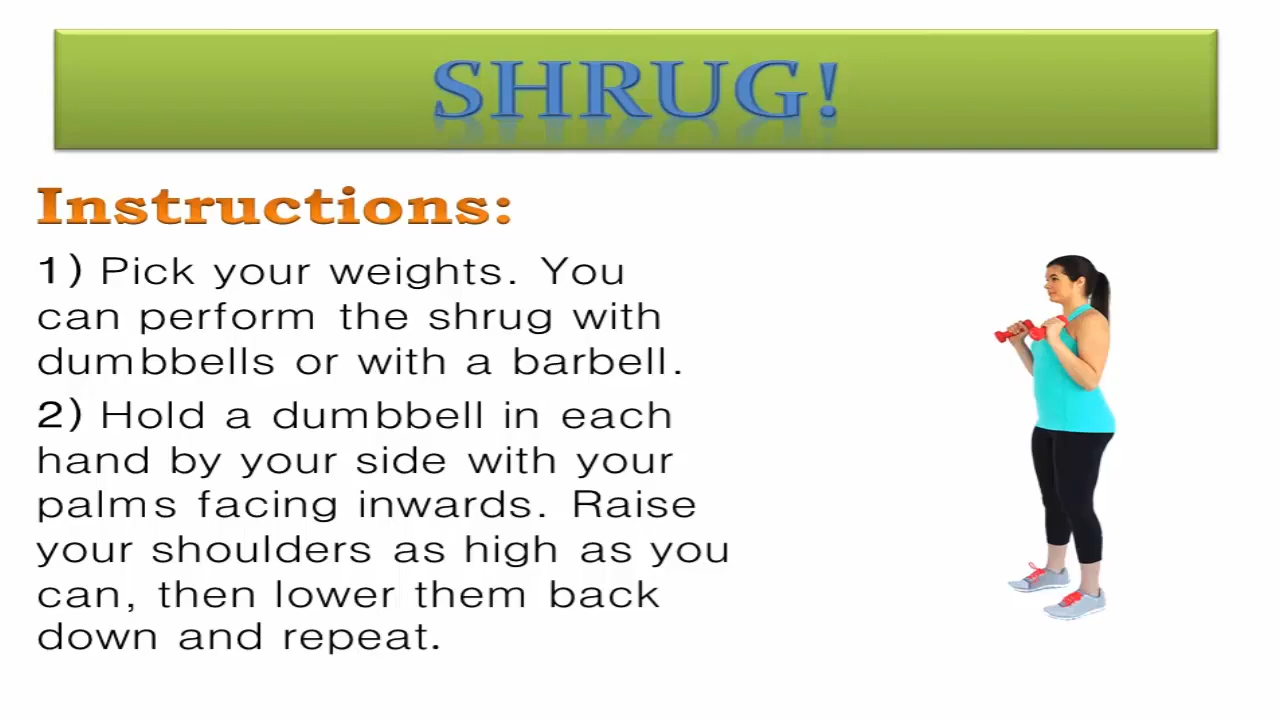 SHRUG!
Instructions:
1) Pick your weights. You
can perform the shrug with
dumbbells or with a barbell.
2) Hold a dumbbell in each
hand by your side with your
palms facing inwards. Raise
your shoulders as high as you
can, then lower them back
down and repeat.